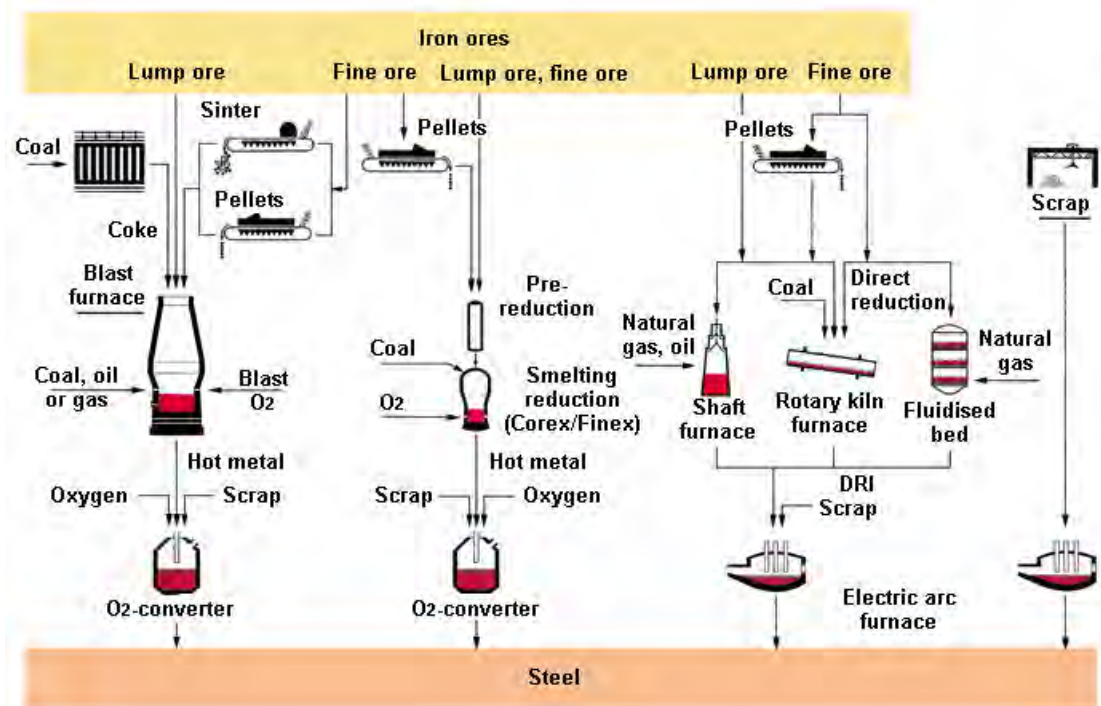 Iron ores
Lump ore
Fine ore
Lump ore, fine ore
Lump ore
Fine ore
Sinter
Pellets
Pellets
Coal
Scrap
Pellets
Coke
Blast
furnace
Pre-
reduction
Coal
Direct
reduction
Natural
gas, oil
Natural
gas
Coal
Coal, oil
or gas
Blast
O2
O2
Smelting
reduction
(Corex/Finex)
Shaft
furnace
Rotary kiln
furnace
Fluidised
bed
Hot metal
Hot metal
Oxygen
Scrap
Scrap
Oxygen
DRI
Scrap
O2-converter
O2-converter
Electric arc
furnace
Steel